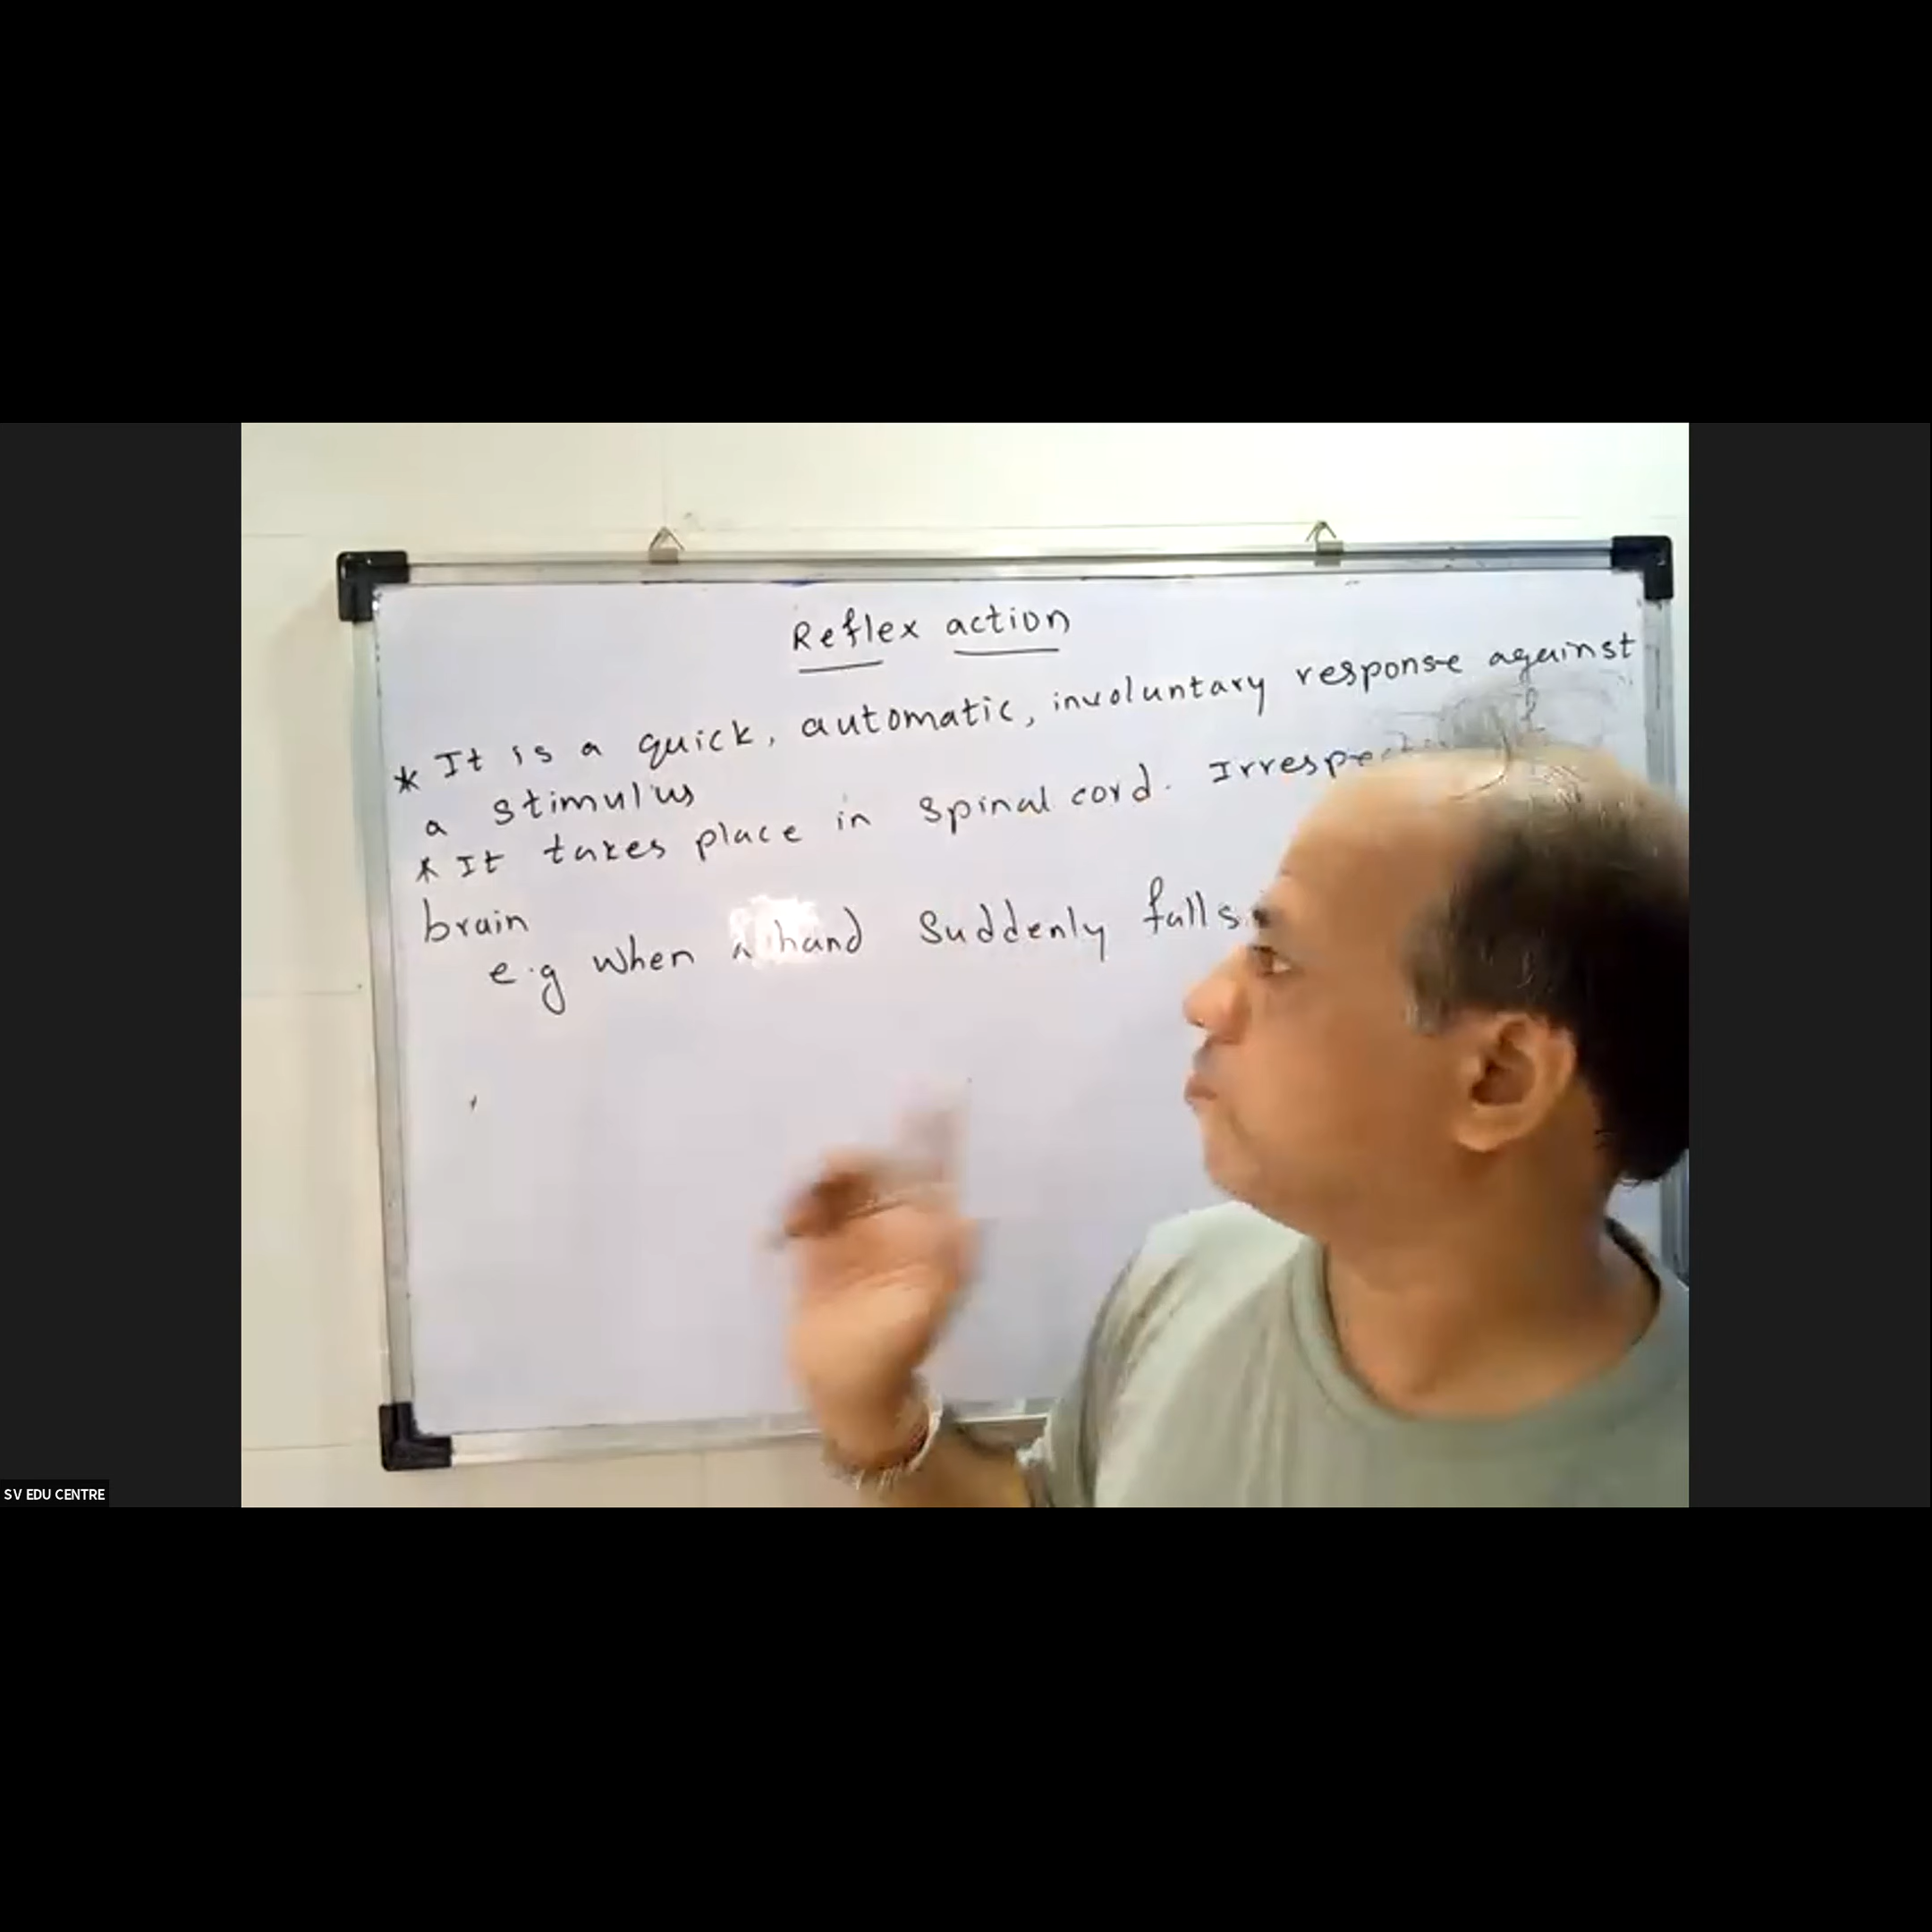 Reflex action
* It is a quick, automatic, involuntary response against
a stimulus
* It takes place in spinal cord. Irrespe
brain
e.g when a hand suddenly falls
SV EDU CENTRE